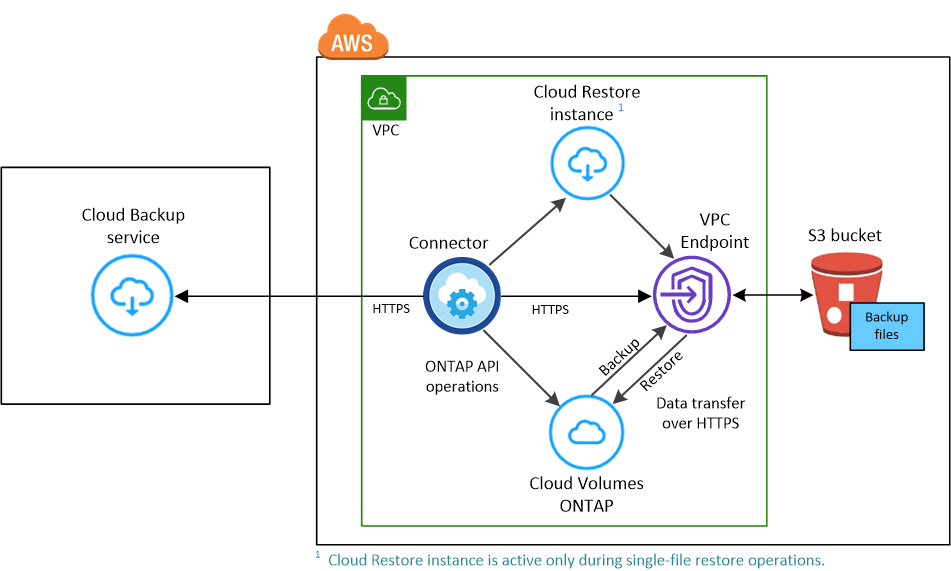 AWS
VPC
Cloud Restore
instance 1
Cloud Backup
service
Connector
VPC
Endpoint
S3 bucket
HTTPS
HTTPS
Backup
files
ONTAP API
operations
Backup
Restore
Data transfer
over HTTPS
Cloud Volumes
ONTAP
1 Cloud Restore instance is active only during single-file restore operations.